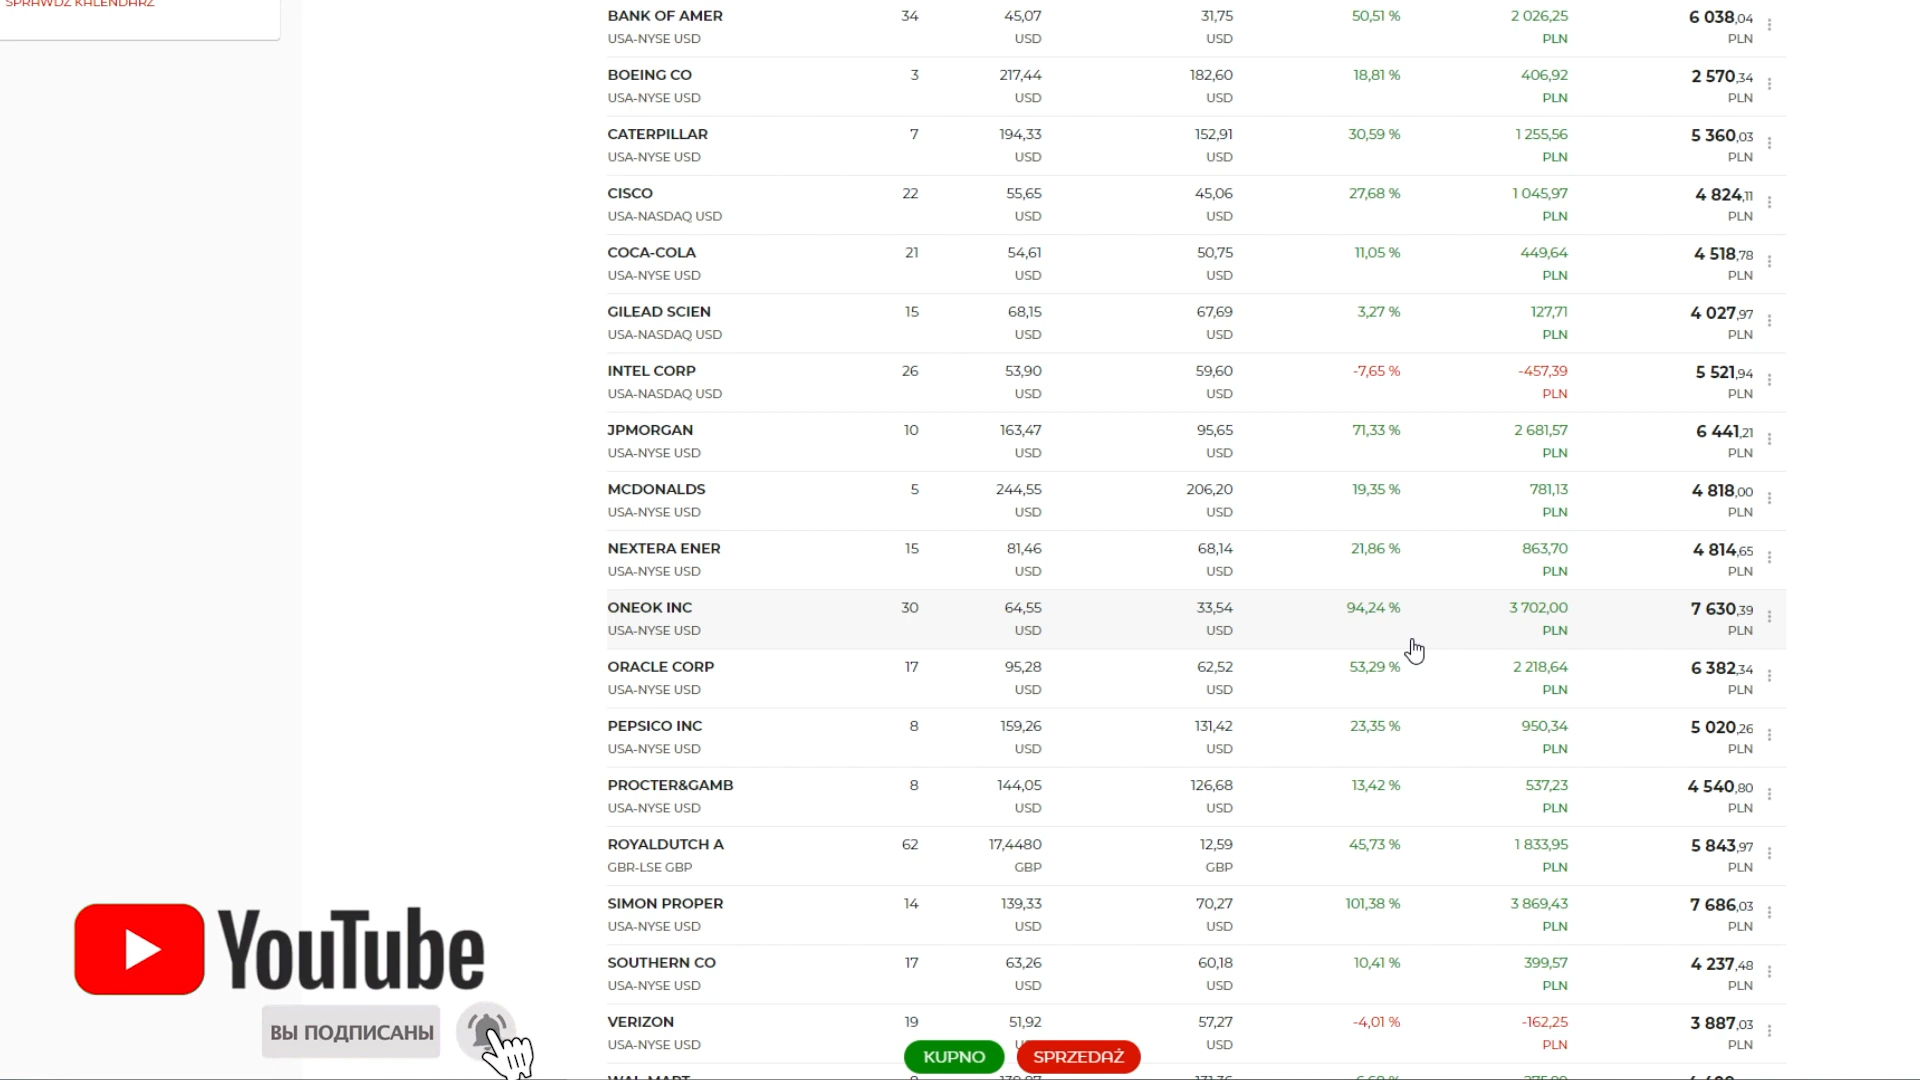 SPRAWDŹ KALENDARZ
BANK OF AMER 34 45,07 31,75 50,51 % 2 026,25 6 038,04
USA-NYSE USD USD USD PLN PLN
BOEING CO 3 217,44 182,60 18,81 % 406,92 2 570,34
USA-NYSE USD USD USD PLN PLN
CATERPILLAR 7 194,33 152,91 30,59 % 1 255,56 5 360,03
USA-NYSE USD USD USD PLN PLN
CISCO 22 55,65 45,06 27,68 % 1 045,97 4 824,11
USA-NASDAQ USD USD USD PLN PLN
COCA-COLA 21 54,61 50,75 11,05 % 449,64 4 518,78
USA-NYSE USD USD USD PLN PLN
GILEAD SCIEN 15 68,15 67,69 3,27 % 127,71 4 027,97
USA-NASDAQ USD USD USD PLN PLN
INTEL CORP 26 53,90 59,60 -7,65 % -457,39 5 521,94
USA-NASDAQ USD USD USD PLN PLN
JPMORGAN 10 163,47 95,65 71,33 % 2 681,57 6 441,21
USA-NYSE USD USD USD PLN PLN
MCDONALDS 5 244,55 206,20 19,35 % 781,13 4 818,00
USA-NYSE USD USD USD PLN PLN
NEXTERA ENER 15 81,46 68,14 21,86 % 863,70 4 814,65
USA-NYSE USD USD USD PLN PLN
ONEOK INC 30 64,55 33,54 94,24 % 3 702,00 7 630,39
USA-NYSE USD USD USD PLN PLN
ORACLE CORP 17 95,28 62,52 53,29 % 2 218,64 6 382,34
USA-NYSE USD USD USD PLN PLN
PEPSICO INC 8 159,26 131,42 23,35 % 950,34 5 020,26
USA-NYSE USD USD USD PLN PLN
PROCTER&GAMB 8 144,05 126,68 13,42 % 537,23 4 540,80
USA-NYSE USD USD USD PLN PLN
ROYALDUTCH A 62 17,4480 12,59 45,73 % 1 833,95 5 843,97
GBR-LSE GBP GBP GBP PLN PLN
SIMON PROPER 14 139,33 70,27 101,38 % 3 869,43 7 686,03
USA-NYSE USD USD USD PLN PLN
SOUTHERN CO 17 63,26 60,18 10,41 % 399,57 4 237,48
USA-NYSE USD USD USD PLN PLN
VERIZON 19 51,92 57,27 -4,01 % -162,25 3 887,03
USA-NYSE USD USD PLN PLN
KUPNO SPRZEDAŻ
YouTube
ВЫ ПОДПИСАНЫ